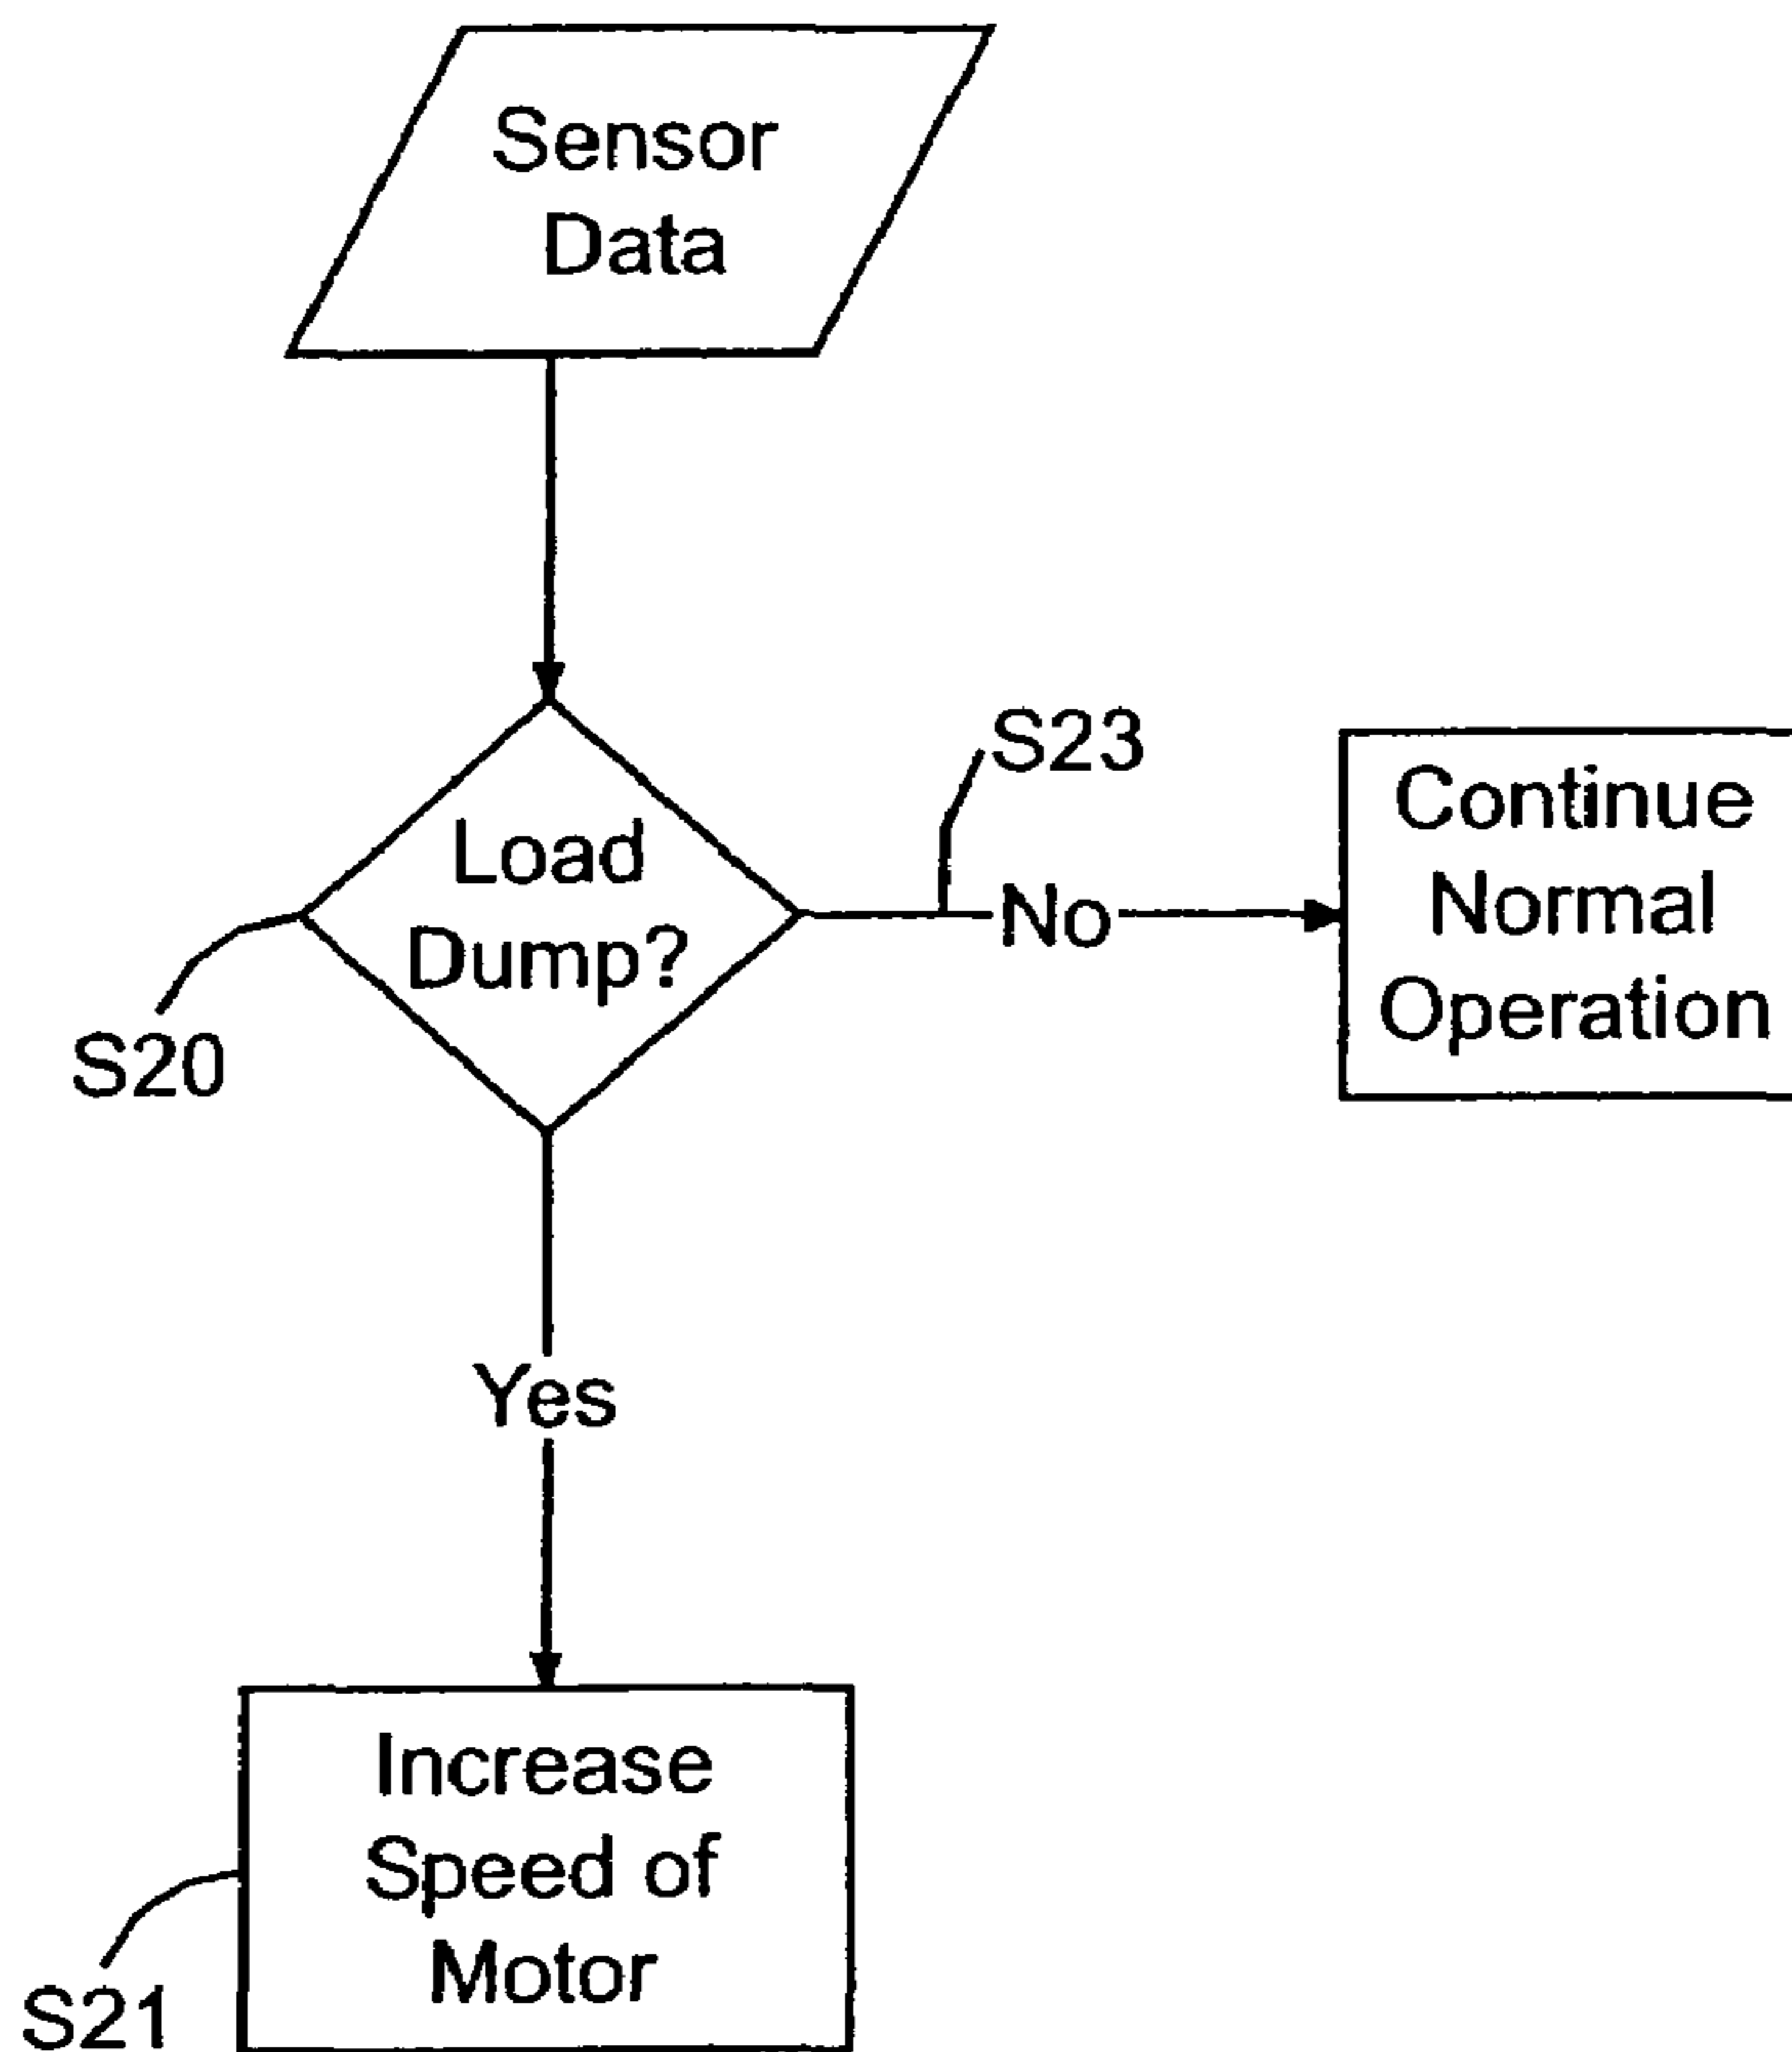 Sensor
Data
S23
Load
Dump?
No
Continue
Normal
Operation
S20
Yes
Increase
Speed of
Motor
S21